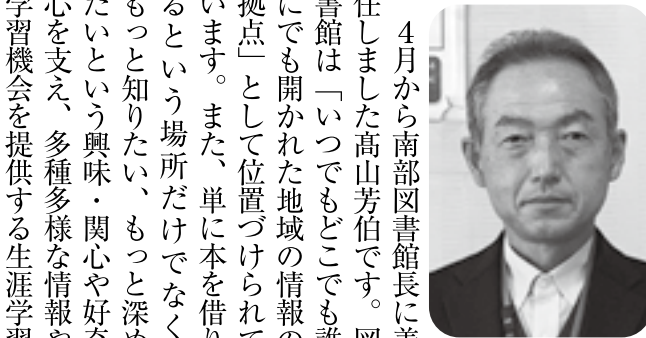 4月から南部図書館長に着
任しました髙山芳伯です。図
書館は「いつでもどこでも誰
にでも開かれた地域の情報の
拠点」として位置づけられて
います。また、単に本を借り
るという場所だけでなく
もっと知りたい、もっと深め
たいという興味・関心や好奇
心を支え、多種多様な情報や
学習機会を提供する生涯学習